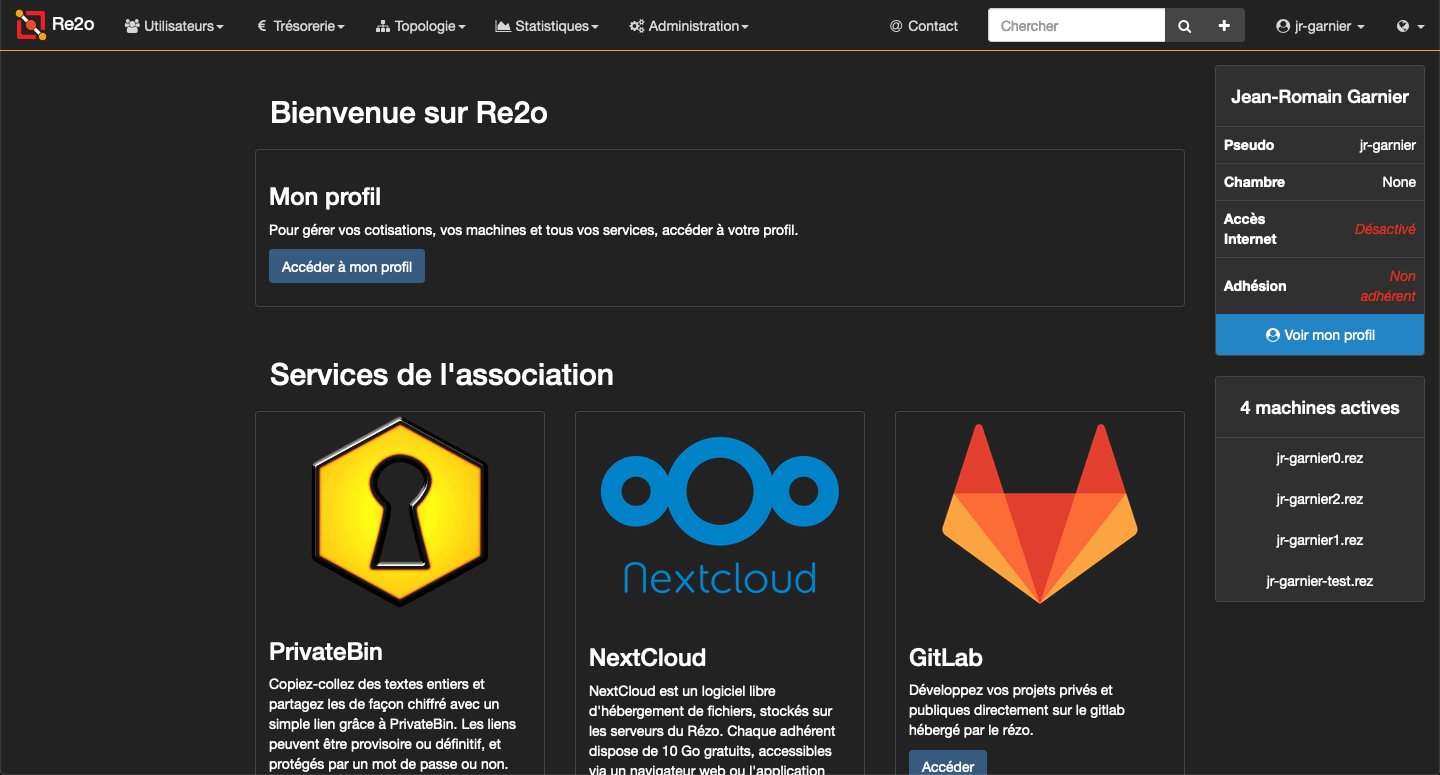 Re2o Utilisateurs € Trésorerie Topologie Statistiques Administration @ Contact Chercher jr-garnier
Bienvenue sur Re2o
Mon profil
Pour gérer vos cotisations, vos machines et tous vos services, accéder à votre profil.
Accéder à mon profil
Services de l'association
PrivateBin
Copiez-collez des textes entiers et
partagez les de façon chiffré avec un
simple lien grâce à PrivateBin. Les liens
peuvent être provisoire ou définitif, et
protégés par un mot de passe ou non.
Nextcloud
NextCloud
NextCloud est un logiciel libre
d'hébergement de fichiers, stockés sur
les serveurs du Rézo. Chaque adhérent
dispose de 10 Go gratuits, accessibles
via un navigateur web ou l'application
GitLab
Développez vos projets privés et
publiques directement sur le gitlab
hébergé par le rézo.
Accéder
Jean-Romain Garnier
Pseudo jr-garnier
Chambre None
Accès
Internet
Désactivé
Adhésion
Non
adhérent
Voir mon profil
4 machines actives
jr-garnier0.rez
jr-garnier2.rez
jr-garnier1.rez
jr-garnier-test.rez